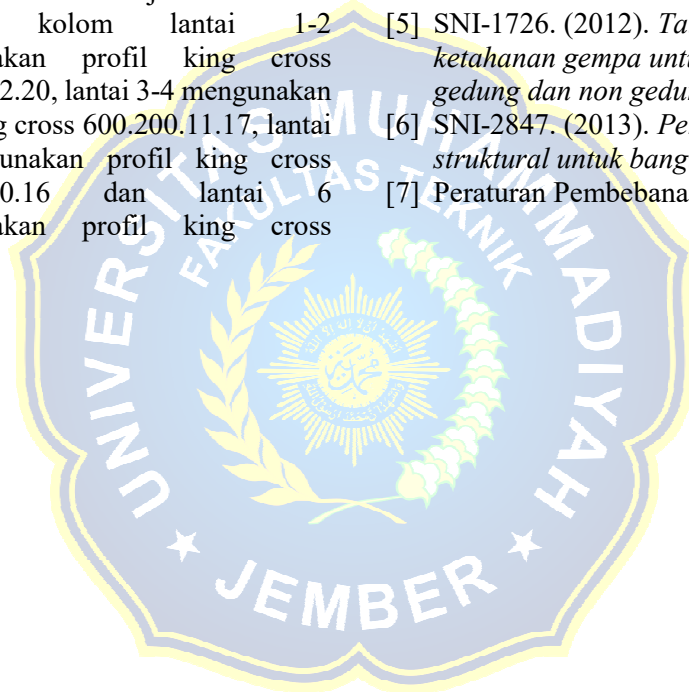 kolom lantai 1-2
akan profil king cross
2.20, lantai 3-4 mengunakan
g cross 600.200.11.17, lantai
gunakan profil king cross
0.16 dan lantai 6
akan profil king cross
[5] SNI-1726. (2012). Ta
ketahanan gempa untu
gedung dan non gedun
[6] SNI-2847. (2013). Pe
struktural untuk bang
[7] Peraturan Pembebana
UNIVERSITAS MUHAMMADIYAH
FAKULTAS TEKNIK
JEMBER